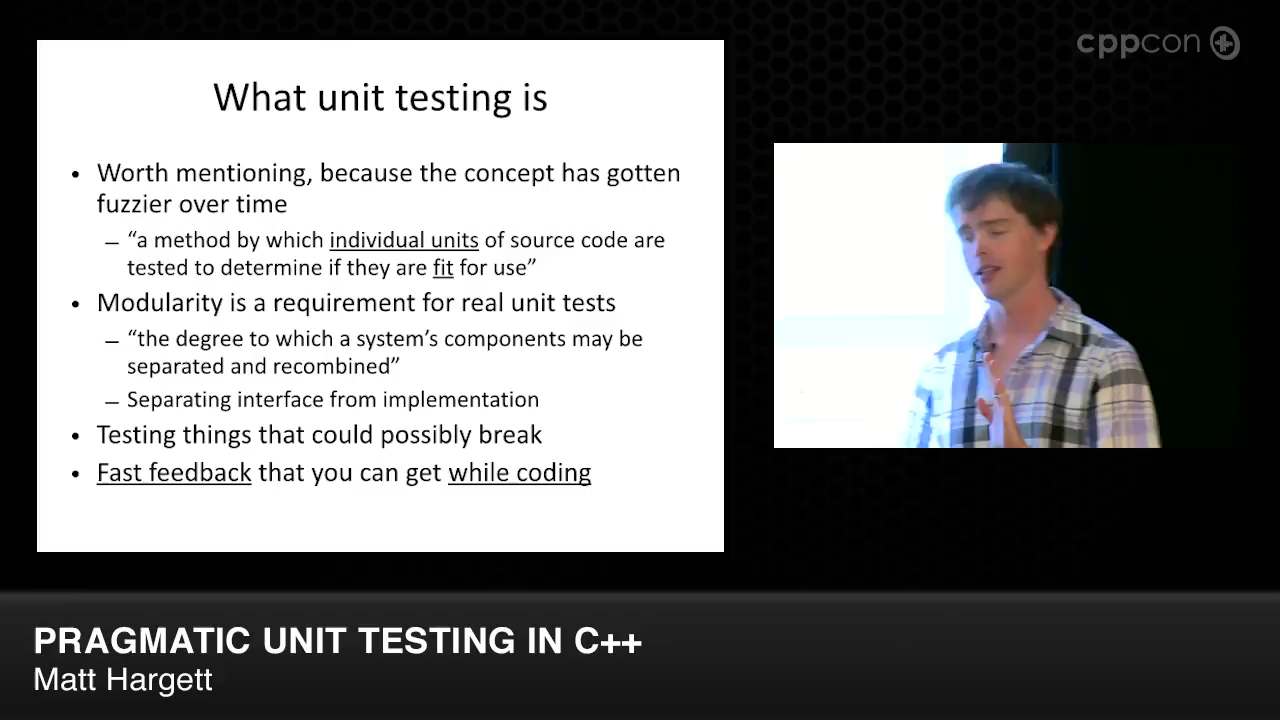 cppcon
What unit testing is
• Worth mentioning, because the concept has gotten
fuzzier over time
– “a method by which individual units of source code are
tested to determine if they are fit for use”
• Modularity is a requirement for real unit tests
– “the degree to which a system’s components may be
separated and recombined”
– Separating interface from implementation
• Testing things that could possibly break
• Fast feedback that you can get while coding
PRAGMATIC UNIT TESTING IN C++
Matt Hargett